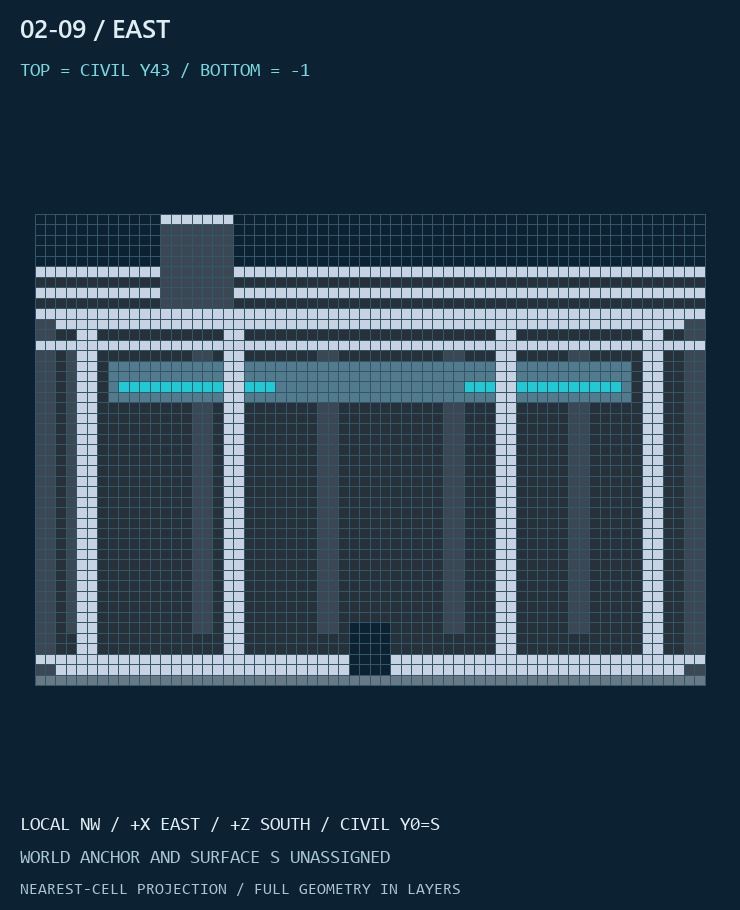 02-09 / EAST
TOP = CIVIL Y43 / BOTTOM = -1
LOCAL NW / +X EAST / +Z SOUTH / CIVIL Y0=S
WORLD ANCHOR AND SURFACE S UNASSIGNED
NEAREST-CELL PROJECTION / FULL GEOMETRY IN LAYERS